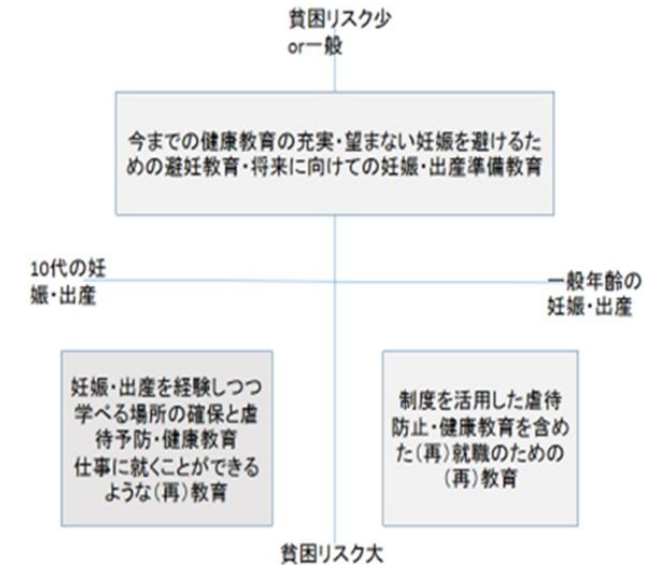 貧困リスク少
or一般
今までの健康教育の充実・望まない妊娠を避けるた
めの避妊教育・将来に向けての妊娠・出産準備教育
10代の妊
娠・出産
一般年齢の
妊娠・出産
妊娠・出産を経験しつつ
学べる場所の確保と虐
待予防・健康教育
仕事に就くことができる
ような(再)教育
制度を活用した虐待
防止・健康教育を含め
た(再)就職のための
(再)教育
貧困リスク大